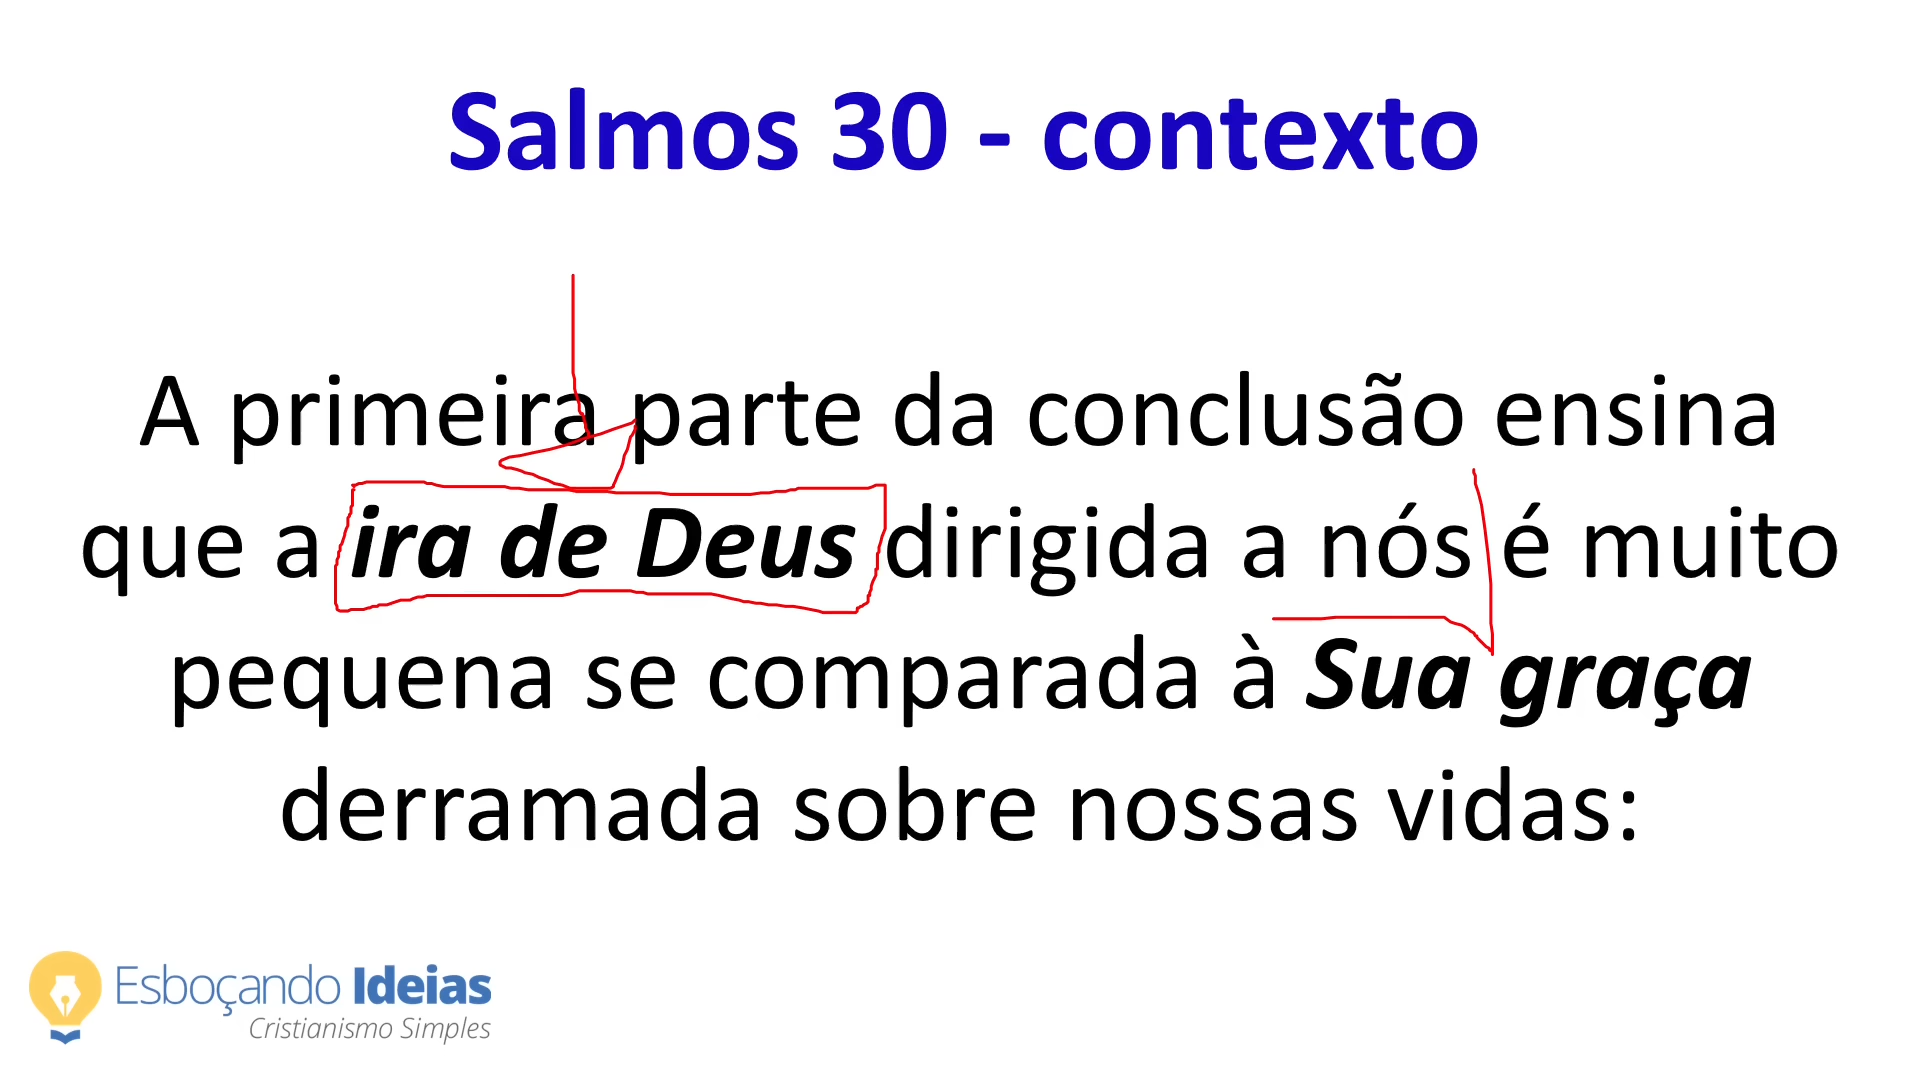 Salmos 30 - contexto
A primeira parte da conclusão ensina
que a ira de Deus dirigida a nós é muito
pequena se comparada à Sua graça
derramada sobre nossas vidas:
Esboçando Ideias
Cristianismo Simples